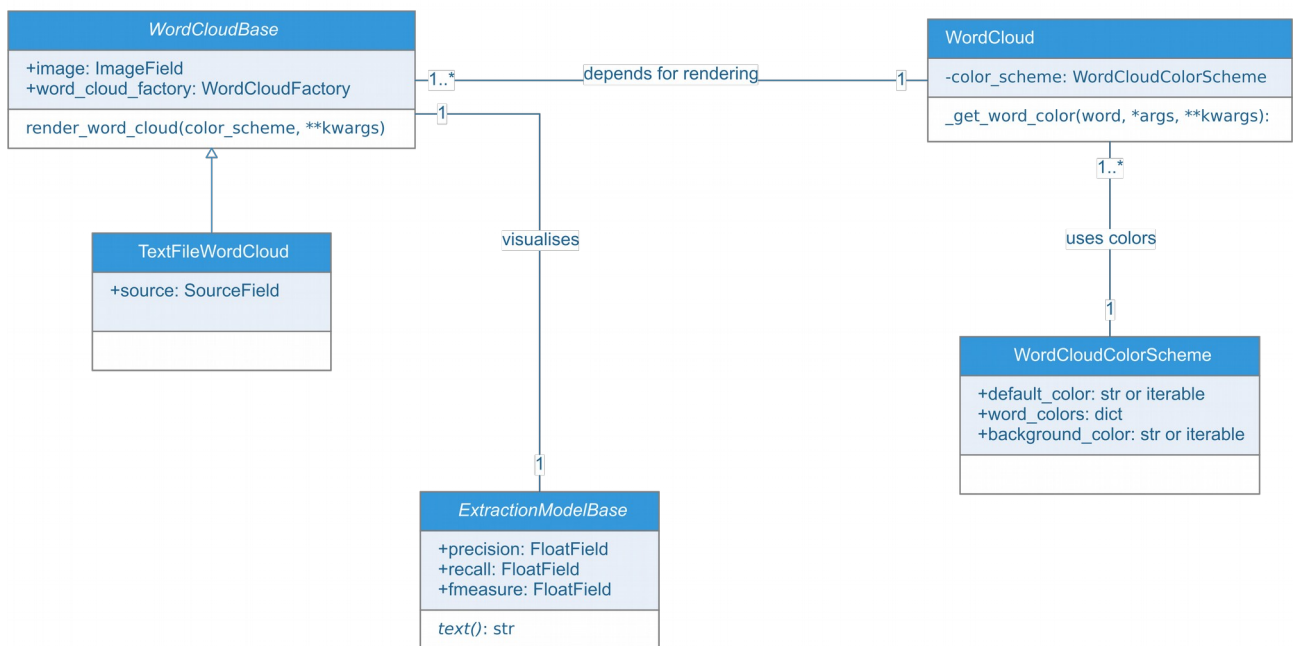 WordCloudBase
+image: ImageField
+word_cloud_factory: WordCloudFactory
render_word_cloud(color_scheme, **kwargs)
1..*
depends for rendering
1
WordCloud
-color_scheme: WordCloudColorScheme
_get_word_color(word, *args, **kwargs):
1
visualises
1
1..*
uses colors
1
TextFileWordCloud
+source: SourceField
WordCloudColorScheme
+default_color: str or iterable
+word_colors: dict
+background_color: str or iterable
ExtractionModelBase
+precision: FloatField
+recall: FloatField
+fmeasure: FloatField
text(): str